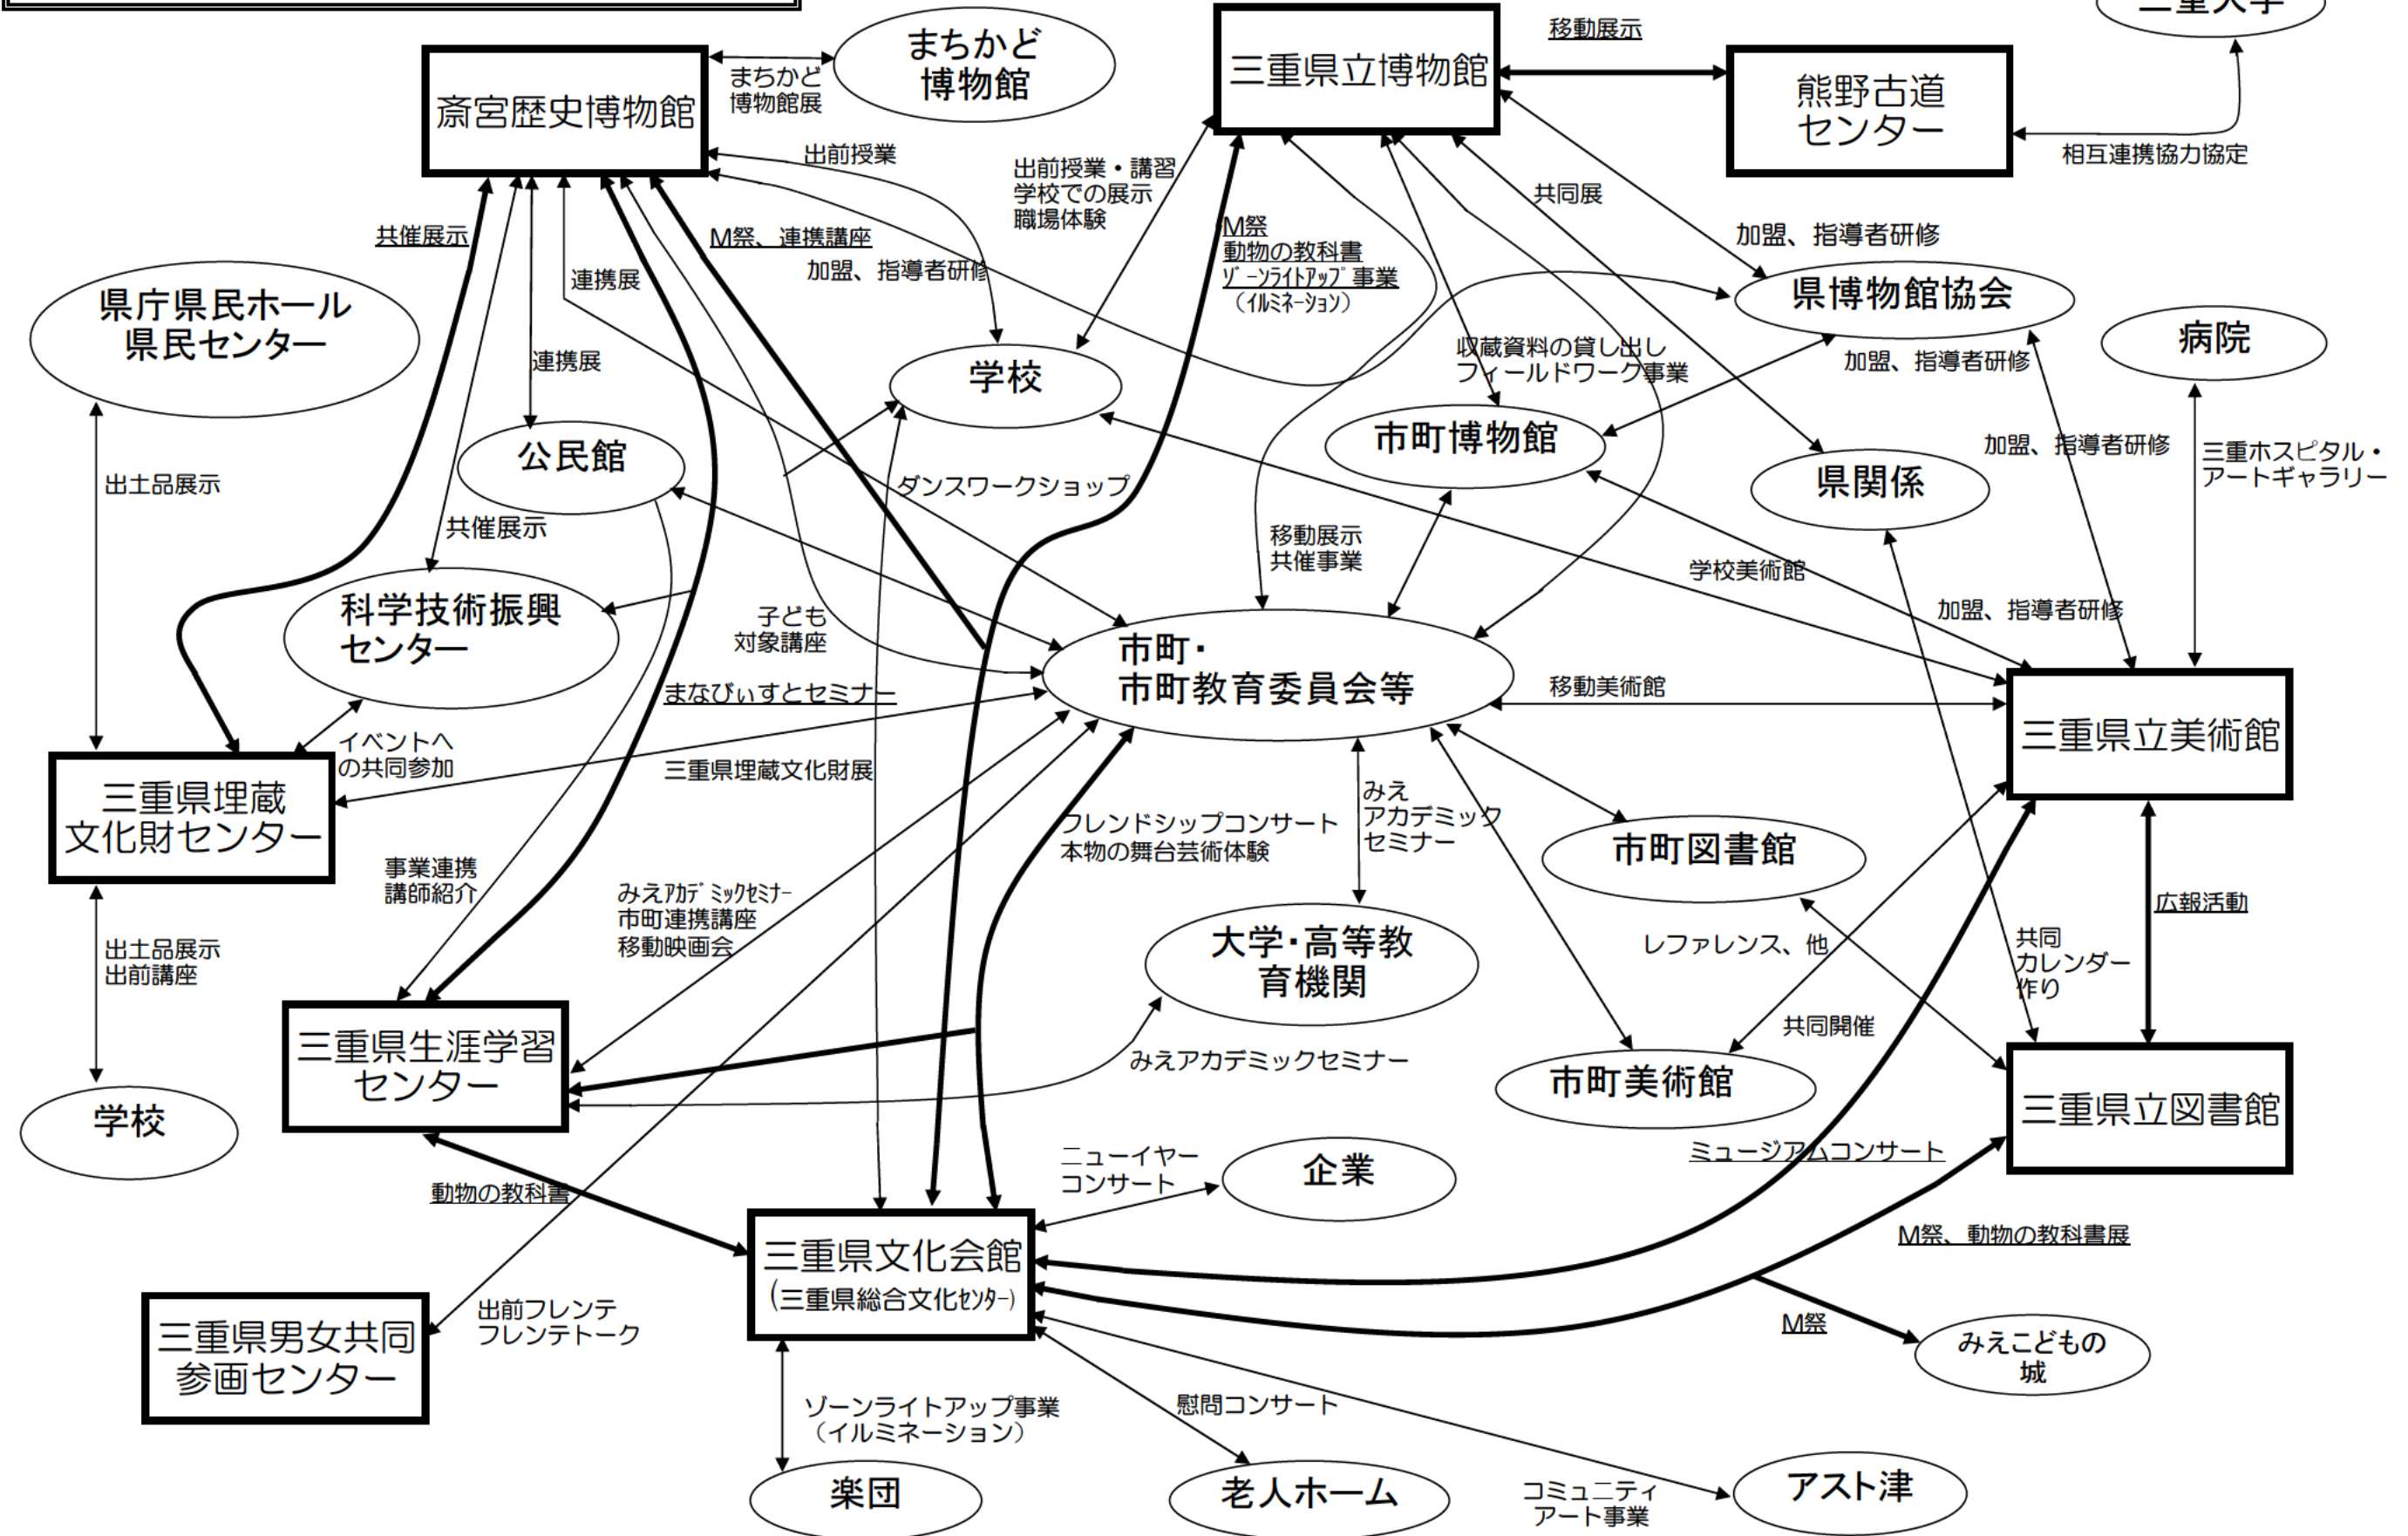 三重大学
まちかど
博物館
三重県立博物館
移動展示
斎宮歴史博物館
まちかど
博物館展
熊野古道
センター
出前授業
出前授業・講習
学校での展示
職場体験
相互連携協力協定
共同展
共催展示
M祭、連携講座
M祭
動物の教科書
ゾーンライトアップ事業
(イルミネーション)
加盟、指導者研修
連携展
加盟、指導者研修
県庁県民ホール
県民センター
県博物館協会
病院
連携展
学校
収蔵資料の貸し出し
フィールドワーク事業
加盟、指導者研修
公民館
市町博物館
加盟、指導者研修
三重ホスピタル・
アートギャラリー
出土品展示
ダンスワークショップ
県関係
共催展示
移動展示
共催事業
学校美術館
科学技術振興
センター
子ども
対象講座
加盟、指導者研修
市町・
市町教育委員会等
まなびぃすとセミナー
移動美術館
イベントへ
の共同参加
三重県埋蔵文化財展
三重県立美術館
三重県埋蔵
文化財センター
みえ
アカデミック
セミナー
フレンドシップコンサート
本物の舞台芸術体験
市町図書館
事業連携
講師紹介
みえアカデミックセミナー
市町連携講座
移動映画会
広報活動
出土品展示
出前講座
大学・高等教
育機関
レファレンス、他
共同
カレンダー
作り
三重県生涯学習
センター
みえアカデミックセミナー
共同開催
市町美術館
三重県立図書館
学校
ニューイヤー
コンサート
企業
ミュージアムコンサート
動物の教科書
三重県文化会館
(三重県総合文化センター)
M祭、動物の教科書展
三重県男女共同
参画センター
出前フレンテ
フレンテトーク
M祭
みえこどもの
城
ゾーンライトアップ事業
(イルミネーション)
慰問コンサート
楽団
老人ホーム
コミュニティ
アート事業
アスト津